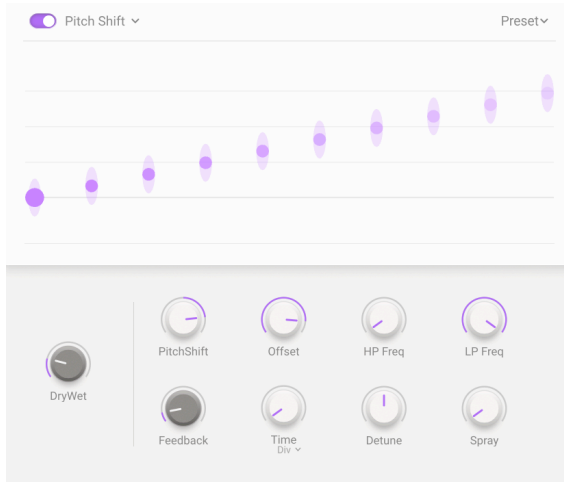 Pitch Shift
Preset
PitchShift
Offset
HP Freq
LP Freq
DryWet
Feedback
Time
Div
Detune
Spray